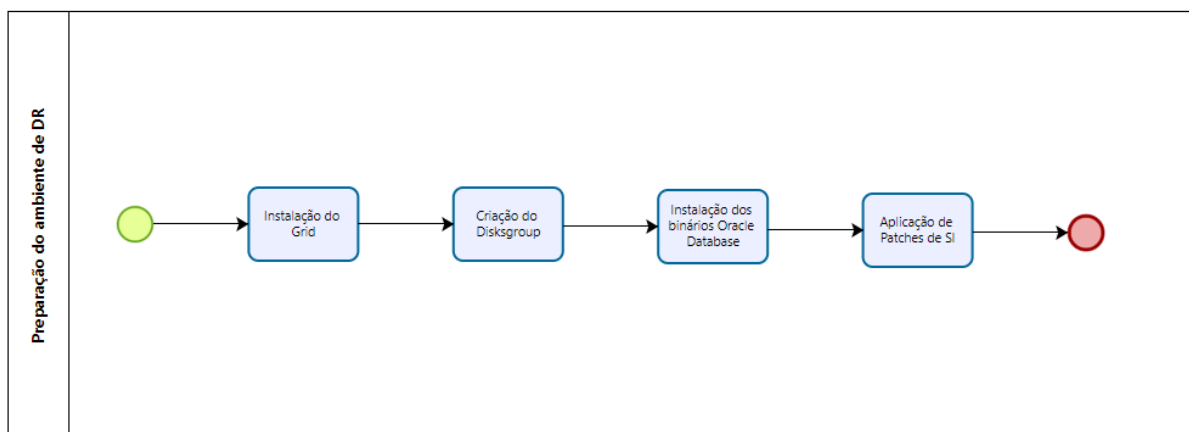 Preparação do ambiente de DR
Instalação do
Grid
Criação do
Disksgroup
Instalação dos
binários Oracle
Database
Aplicação de
Patches de SI